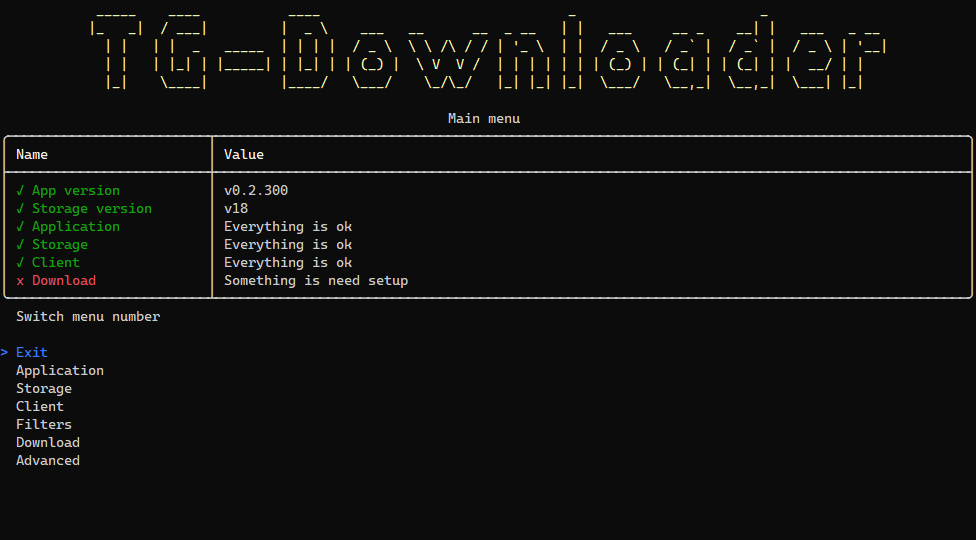 TG-Downloader
Main menu
Name Value
√ App version v0.2.300
√ Storage version v18
√ Application Everything is ok
√ Storage Everything is ok
√ Client Everything is ok
x Download Something is need setup
Switch menu number
> Exit
Application
Storage
Client
Filters
Download
Advanced